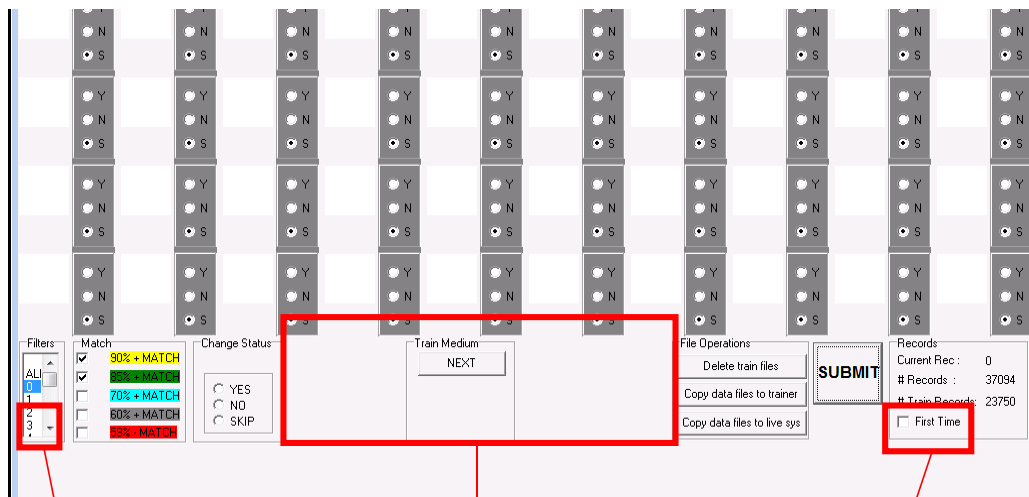 N N N N N N N N N N
S S S S S S S S S S
Y Y Y Y Y Y Y Y Y Y
N N N N N N N N N N
S S S S S S S S S S
Y Y Y Y Y Y Y Y Y Y
N N N N N N N N N N
S S S S S S S S S S
Y Y Y Y Y Y Y Y Y Y
N N N N N N N N N N
S S S S S S S S S S
Filters
ALL
0
1
2
3
Match
90% + MATCH
85% + MATCH
70% + MATCH
60% + MATCH
59% - MATCH
Change Status
YES
NO
SKIP
Train Medium
NEXT
File Operations
Delete train files
Copy data files to trainer
Copy data files to live sys
SUBMIT
Records
Current Rec : 0
# Records : 37094
# Train Records: 23750
First Time